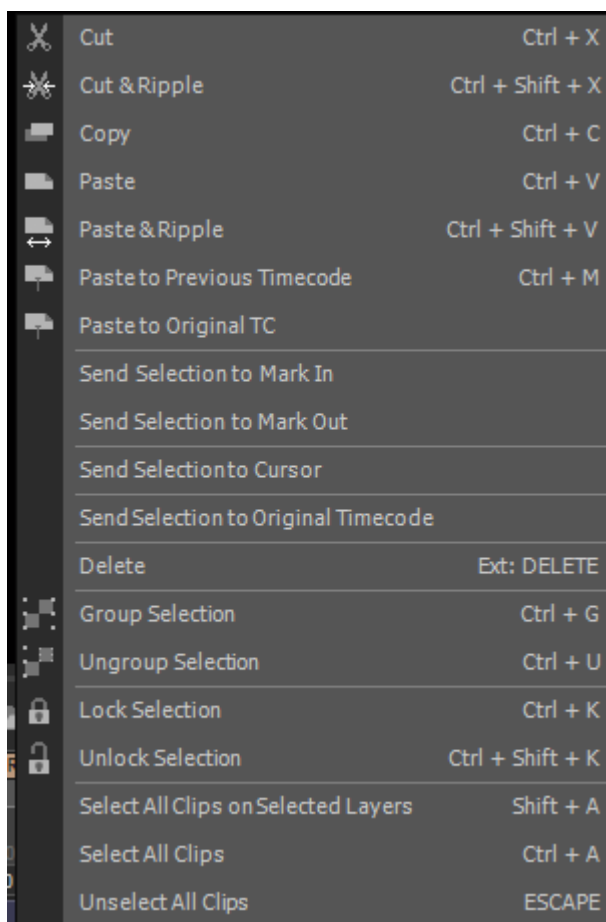 Cut Ctrl + X
Cut & Ripple Ctrl + Shift + X
Copy Ctrl + C
Paste Ctrl + V
Paste & Ripple Ctrl + Shift + V
Paste to Previous Timecode Ctrl + M
Paste to Original TC
Send Selection to Mark In
Send Selection to Mark Out
Send Selection to Cursor
Send Selection to Original Timecode
Delete Ext: DELETE
Group Selection Ctrl + G
Ungroup Selection Ctrl + U
Lock Selection Ctrl + K
Unlock Selection Ctrl + Shift + K
Select All Clips on Selected Layers Shift + A
Select All Clips Ctrl + A
Unselect All Clips ESCAPE